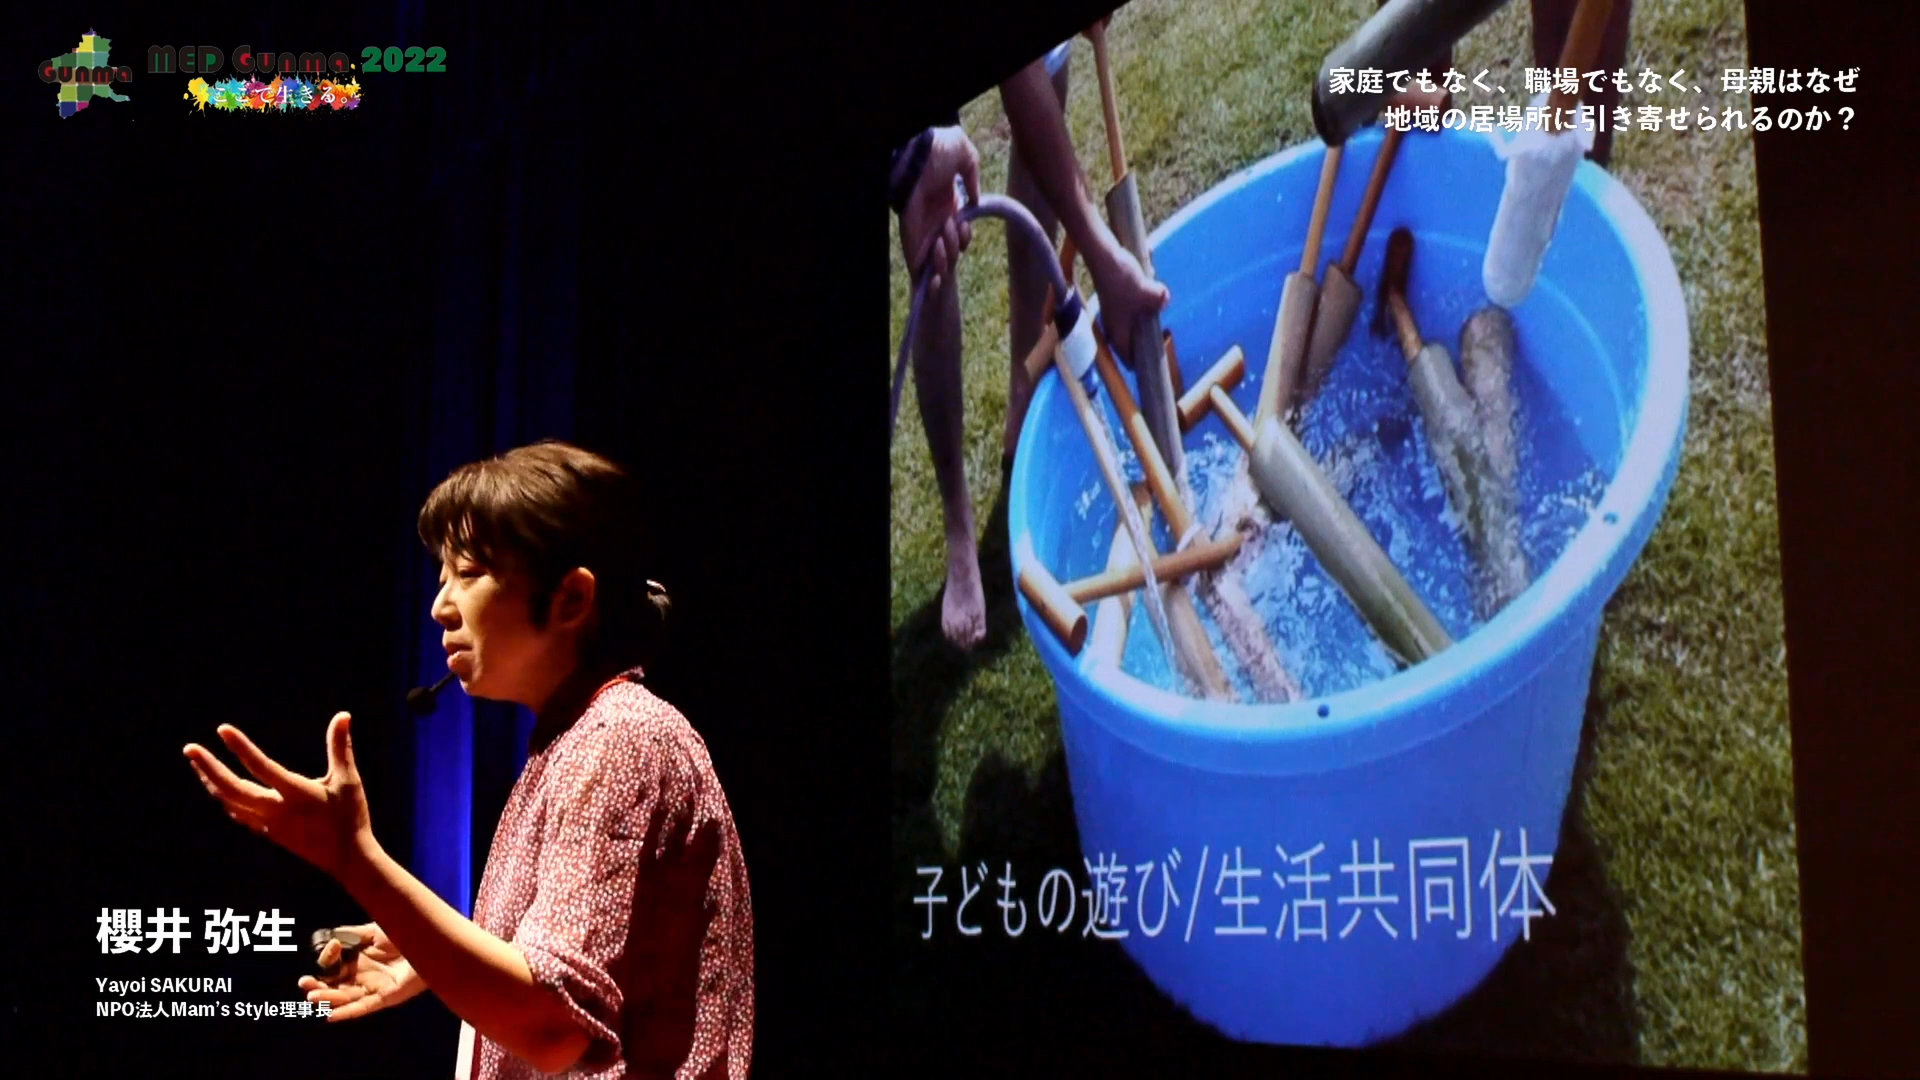 Gunma
MED Gunma 2022
ここで生きる。
家庭でもなく、職場でもなく、母親はなぜ
地域の居場所に引き寄せられるのか？
子どもの遊び/生活共同体
櫻井 弥生
Yayoi SAKURAI
NPO法人Mam's Style理事長